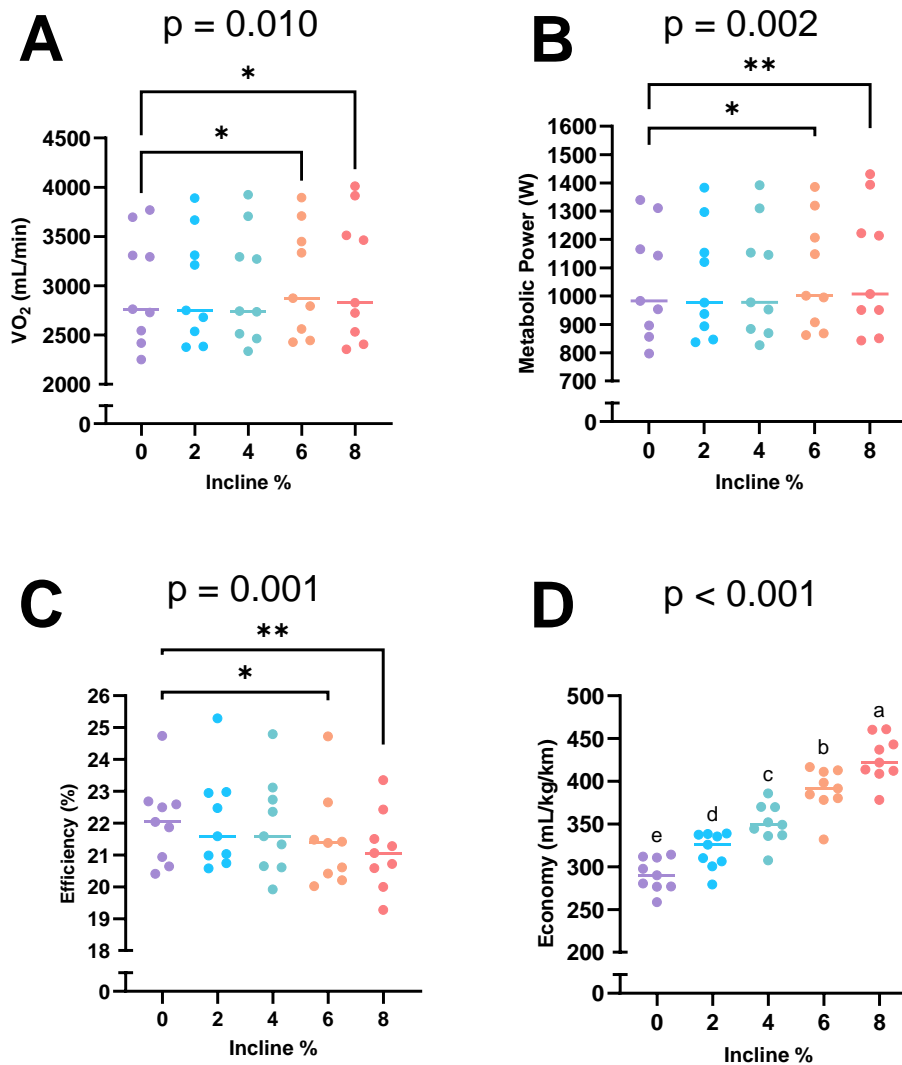 A
p = 0.010
*
*
VO2 (mL/min)
4500
4000
3500
3000
2500
2000
0
0 2 4 6 8
Incline %
B
p = 0.002
**
*
Metabolic Power (W)
1600
1500
1400
1300
1200
1100
1000
900
800
700
0
0 2 4 6 8
Incline %
C
p = 0.001
**
*
Efficiency (%)
26
25
24
23
22
21
20
19
18
0
0 2 4 6 8
Incline %
D
p < 0.001
Economy (mL/kg/km)
500
450
400
350
300
250
200
0
e d c b a
0 2 4 6 8
Incline %